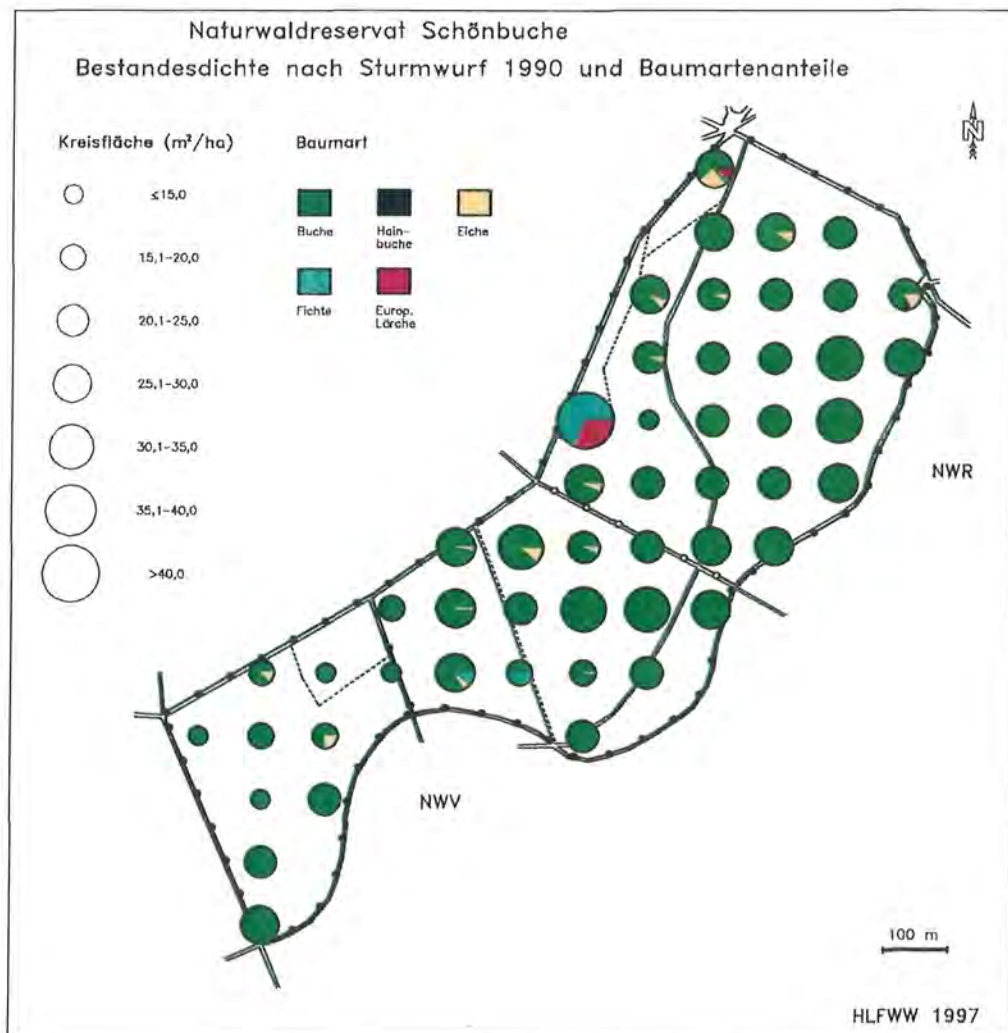 Naturwaldreservat Schönbuche
Bestandesdichte nach Sturmwurf 1990 und Baumartenanteile
Kreisfläche (m²/ha)
≤15,0
15,1–20,0
20,1–25,0
25,1–30,0
30,1–35,0
35,1–40,0
>40,0
Baumart
Buche
Hain-
buche
Eiche
Fichte
Europ.
Lärche
N
NWR
NWV
100 m
HLFWW 1997